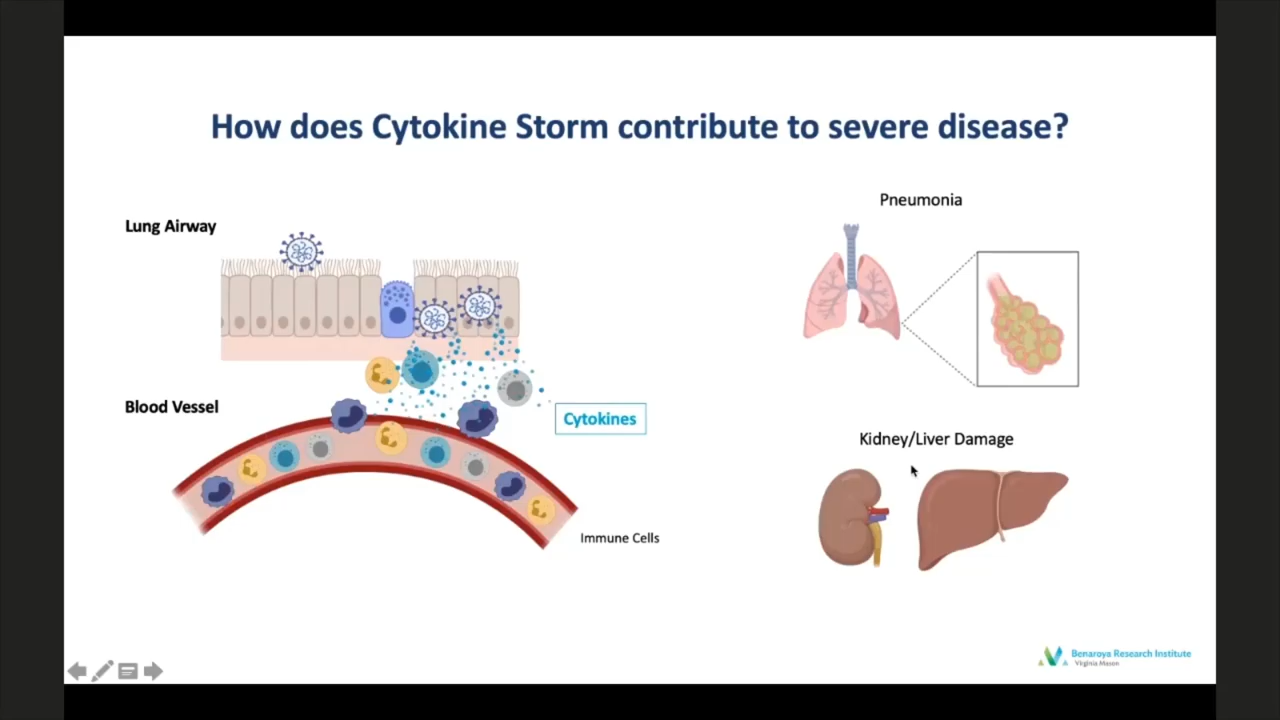 How does Cytokine Storm contribute to severe disease?
Lung Airway
Blood Vessel
Cytokines
Immune Cells
Pneumonia
Kidney/Liver Damage
Benaroya Research Institute
Virginia Mason